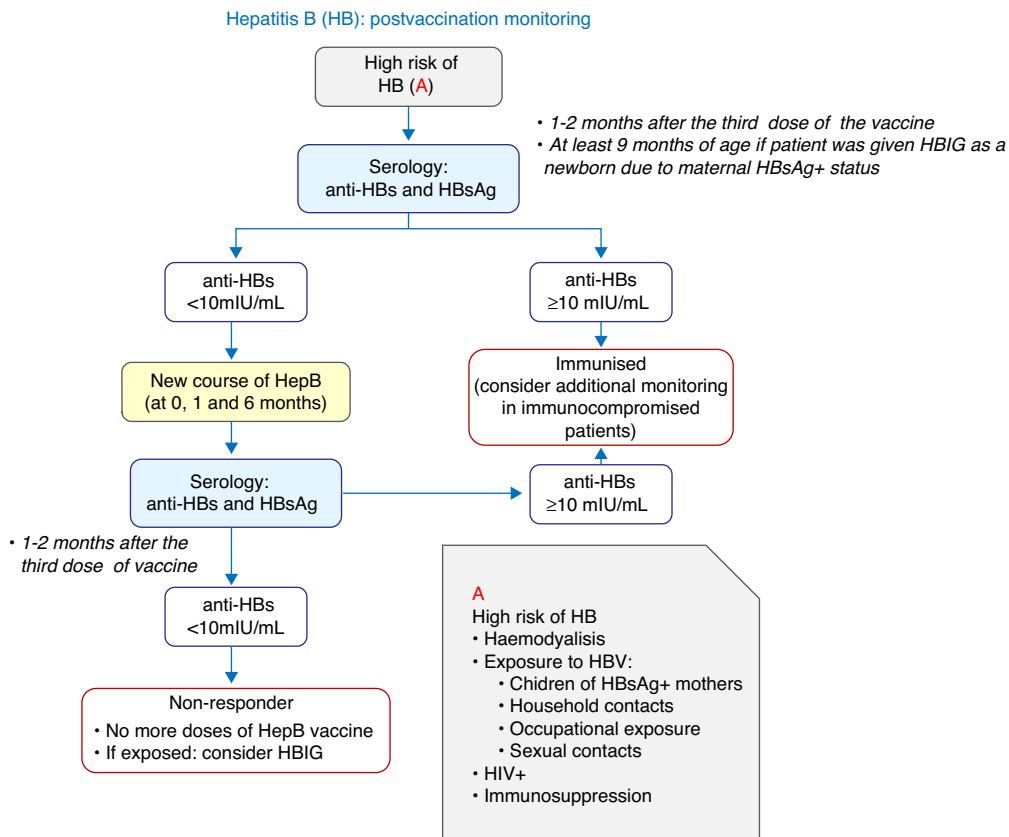 Hepatitis B (HB): postvaccination monitoring
High risk of
HB (A)
• 1-2 months after the third dose of the vaccine
• At least 9 months of age if patient was given HBIG as a
newborn due to maternal HBsAg+ status
Serology:
anti-HBs and HBsAg
anti-HBs
<10mIU/mL
anti-HBs
≥10 mIU/mL
New course of HepB
(at 0, 1 and 6 months)
Immunised
(consider additional monitoring
in immunocompromised
patients)
Serology:
anti-HBs and HBsAg
anti-HBs
≥10 mIU/mL
• 1-2 months after the
third dose of vaccine
anti-HBs
<10mIU/mL
Non-responder
• No more doses of HepB vaccine
• If exposed: consider HBIG
A
High risk of HB
• Haemodyalisis
• Exposure to HBV:
• Chidren of HBsAg+ mothers
• Household contacts
• Occupational exposure
• Sexual contacts
• HIV+
• Immunosuppression